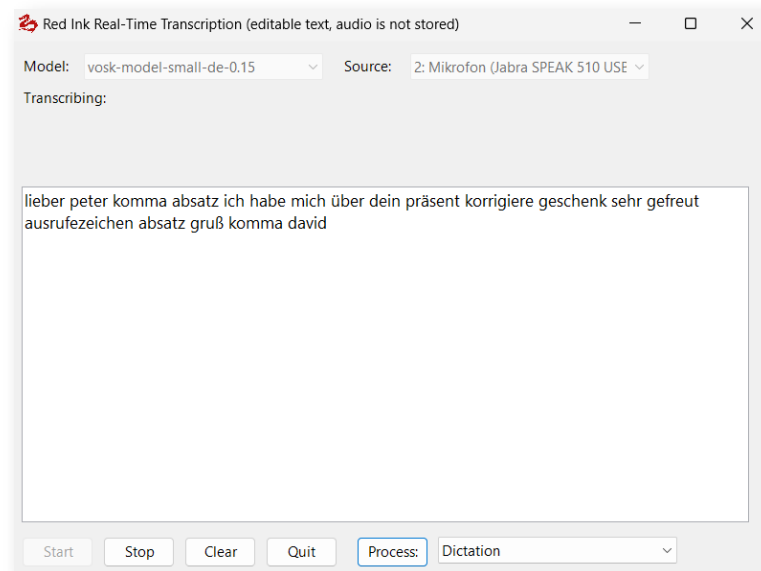 Red Ink Real-Time Transcription (editable text, audio is not stored)
Model: vosk-model-small-de-0.15 Source: 2: Mikrofon (Jabra SPEAK 510 USE
Transcribing:
lieber peter komma absatz ich habe mich über dein präsent korrigiere geschenk sehr gefreut
ausrufezeichen absatz gruß komma david
Start Stop Clear Quit Process: Dictation